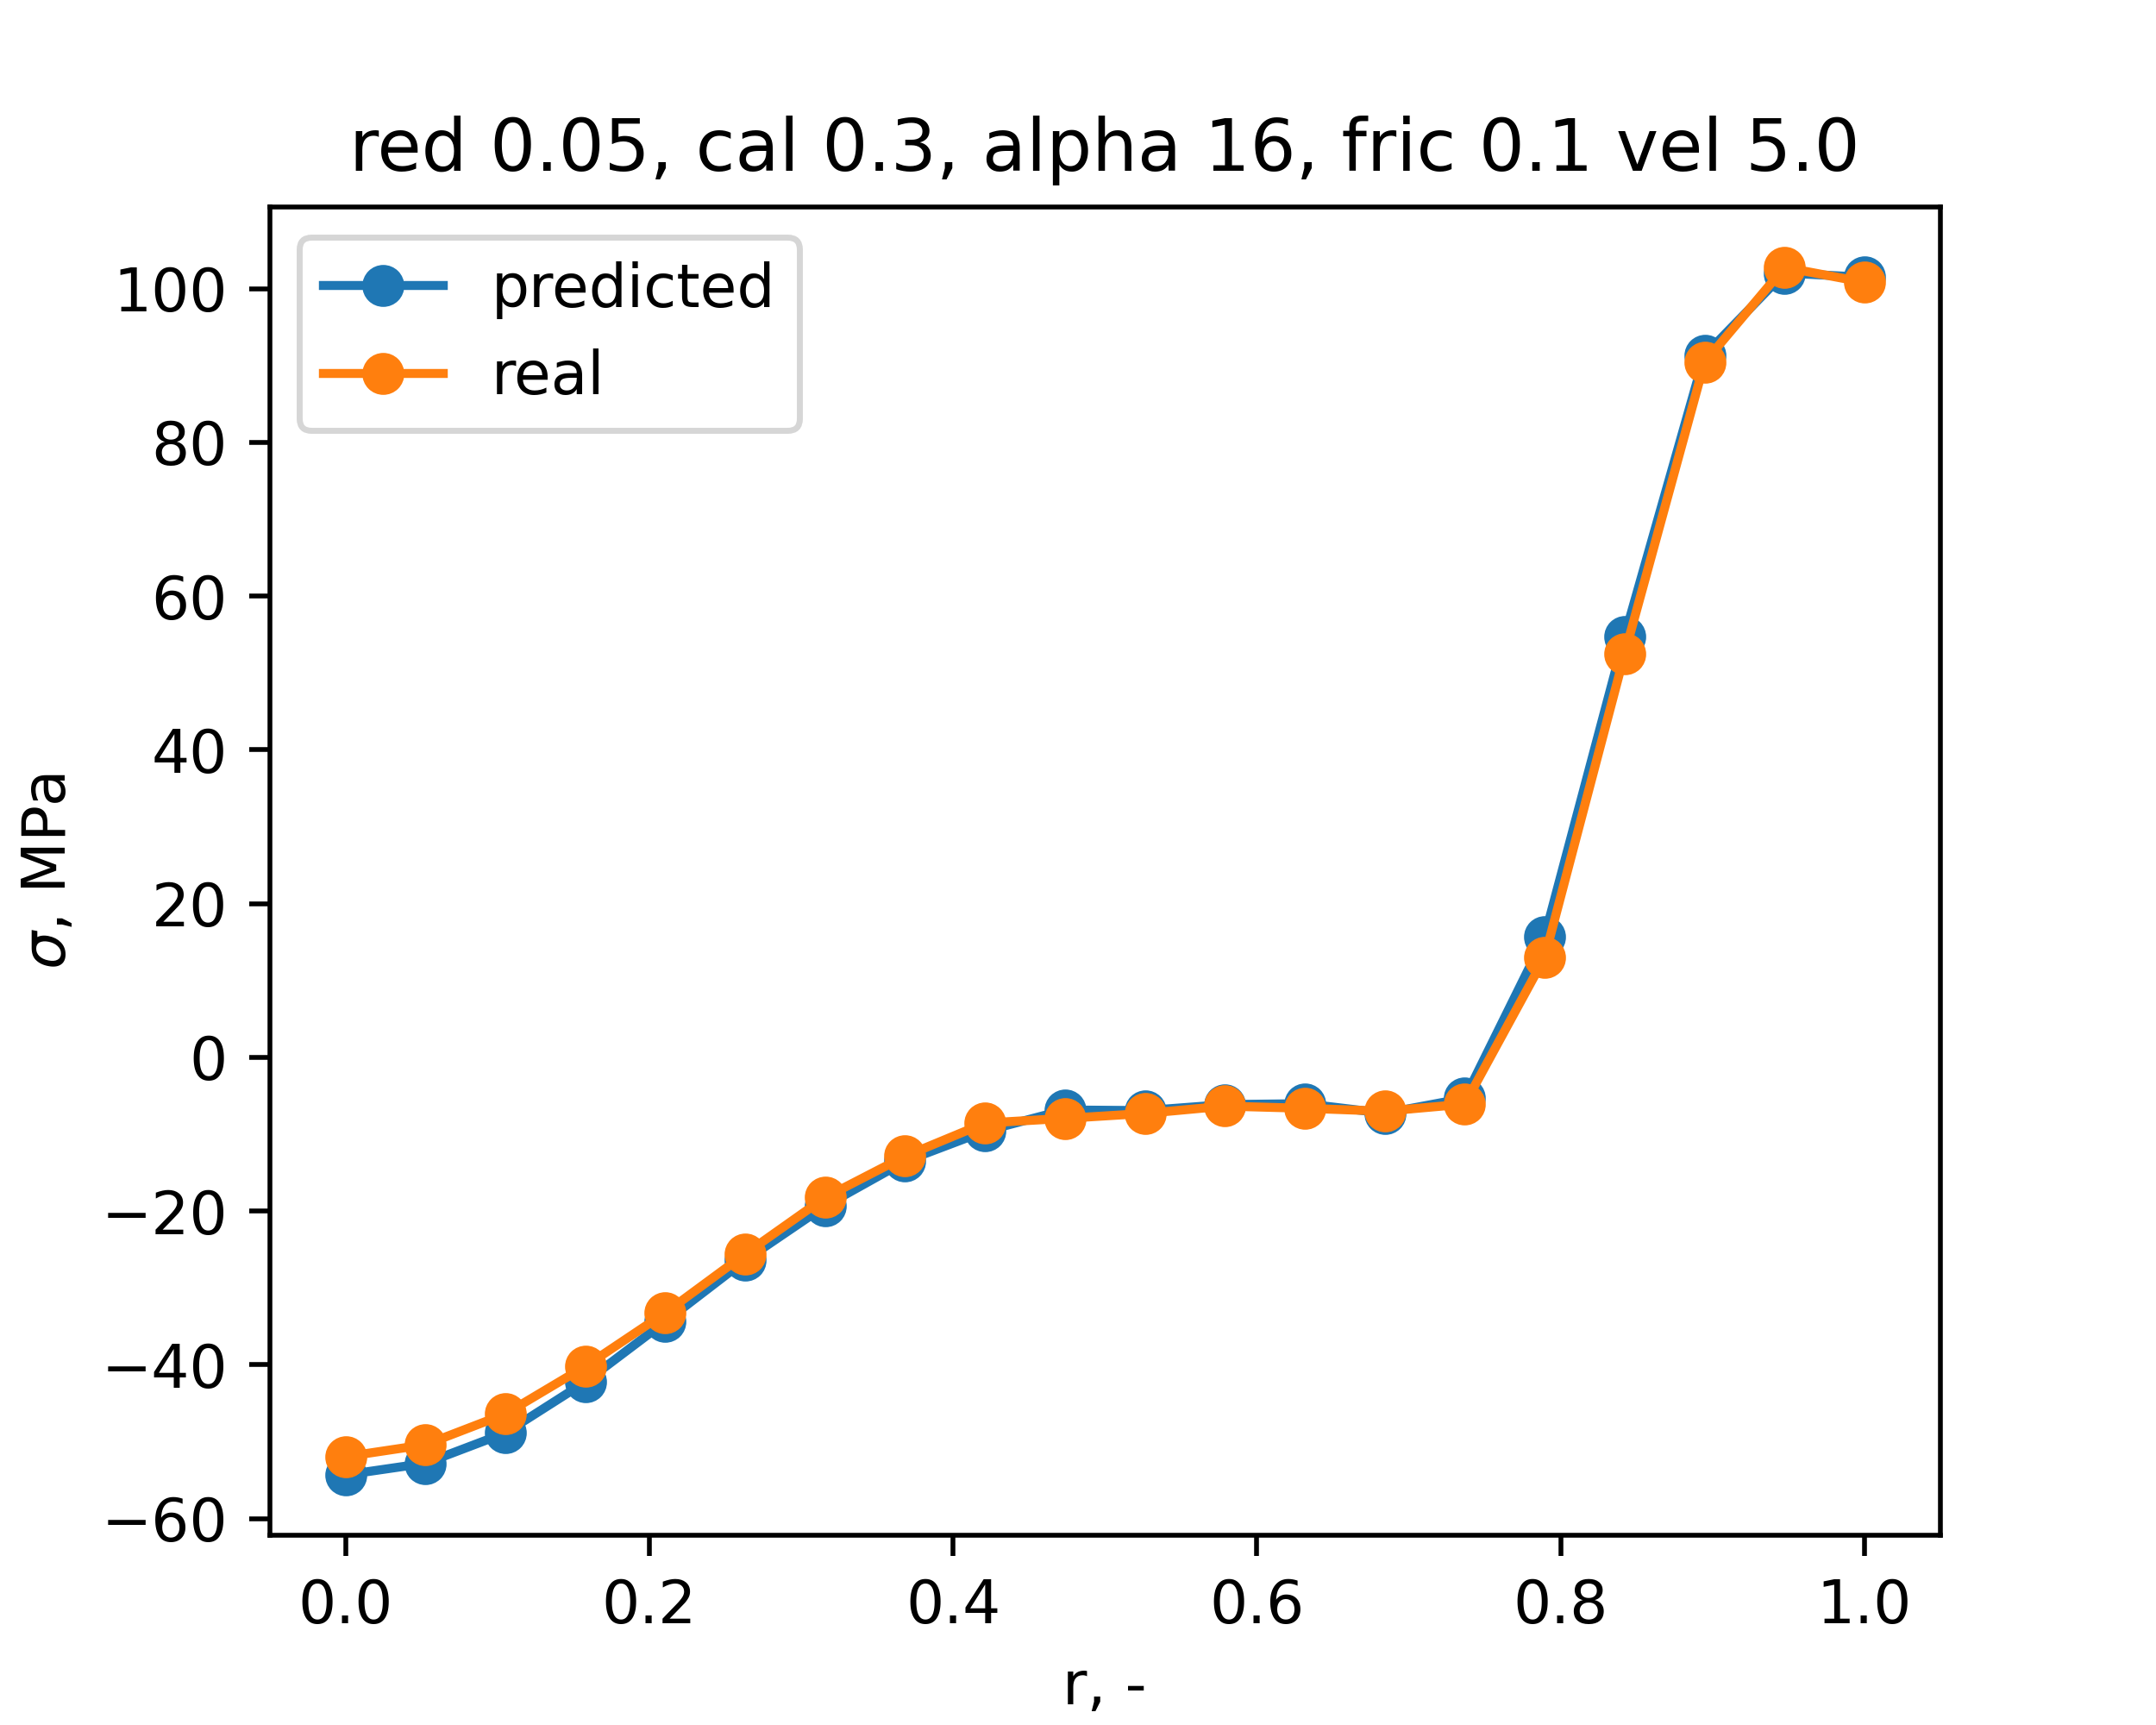 red 0.05, cal 0.3, alpha 16, fric 0.1 vel 5.0
predicted
real
100
80
60
40
20
0
−20
−40
−60
σ, MPa
0.0 0.2 0.4 0.6 0.8 1.0
r, -